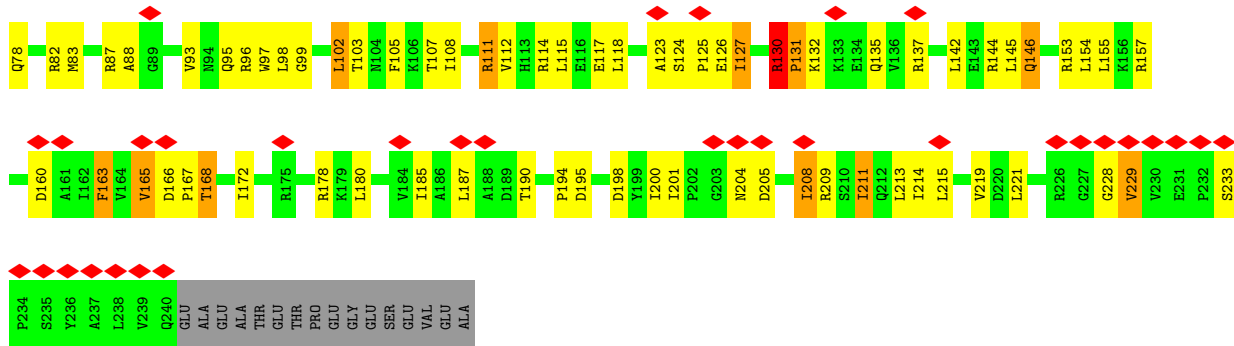 Q78 R82 M83 R87 A88 G89 V93 N94 Q95 R96 W97 L98 G99 L102 T103 N104 F105 K106 T107 I108 R111 V112 H113 R114 L115 E116 E117 L118 A123 S124 P125 E126 I127 R130 P131 K132 K133 E134 Q135 V136 R137 L142 E143 R144 L145 Q146 R153 L154 L155 K156 R157
D160 A161 I162 F163 V164 V165 D166 P167 T168 I172 R175 R178 K179 L180 V184 I185 A186 L187 A188 D189 T190 P194 D195 D198 Y199 I200 I201 P202 G203 N204 D205 I208 R209 S210 I211 Q212 L213 I214 L215 V219 D220 L221 R226 G227 G228 V229 V230 E231 P232 S233
P234 S235 Y236 A237 L238 V239 Q240 GLU ALA GLU ALA THR GLU THR PRO GLU GLY GLU SER GLU VAL GLU ALA